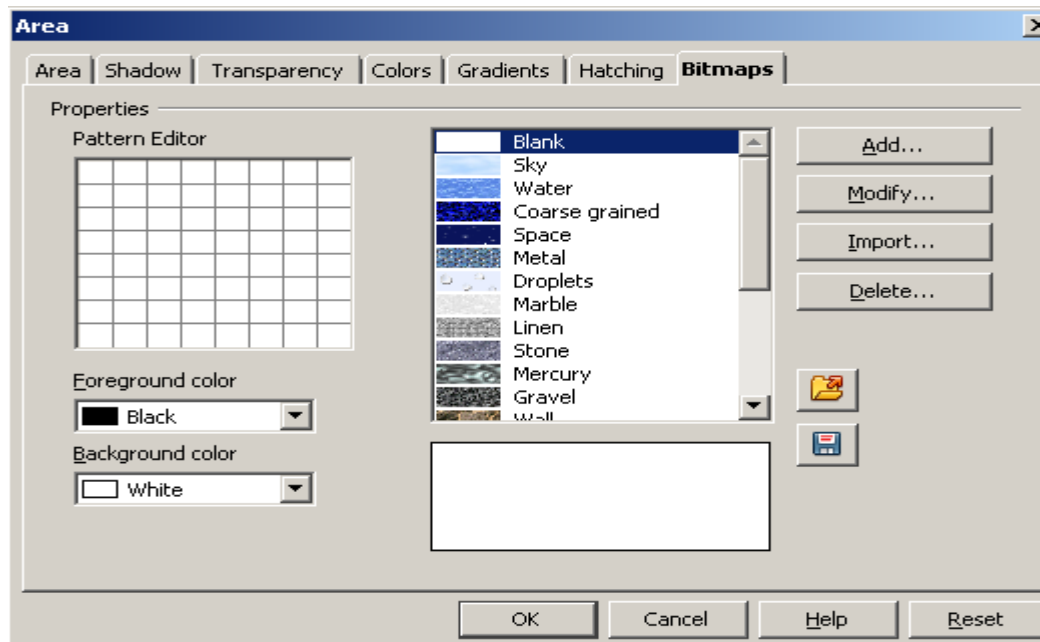 Area
Area Shadow Transparency Colors Gradients Hatching Bitmaps
Properties
Pattern Editor
Blank
Sky
Water
Coarse grained
Space
Metal
Droplets
Marble
Linen
Stone
Mercury
Gravel
Wall
Add...
Modify...
Import...
Delete...
Foreground color
Black
Background color
White
OK Cancel Help Reset